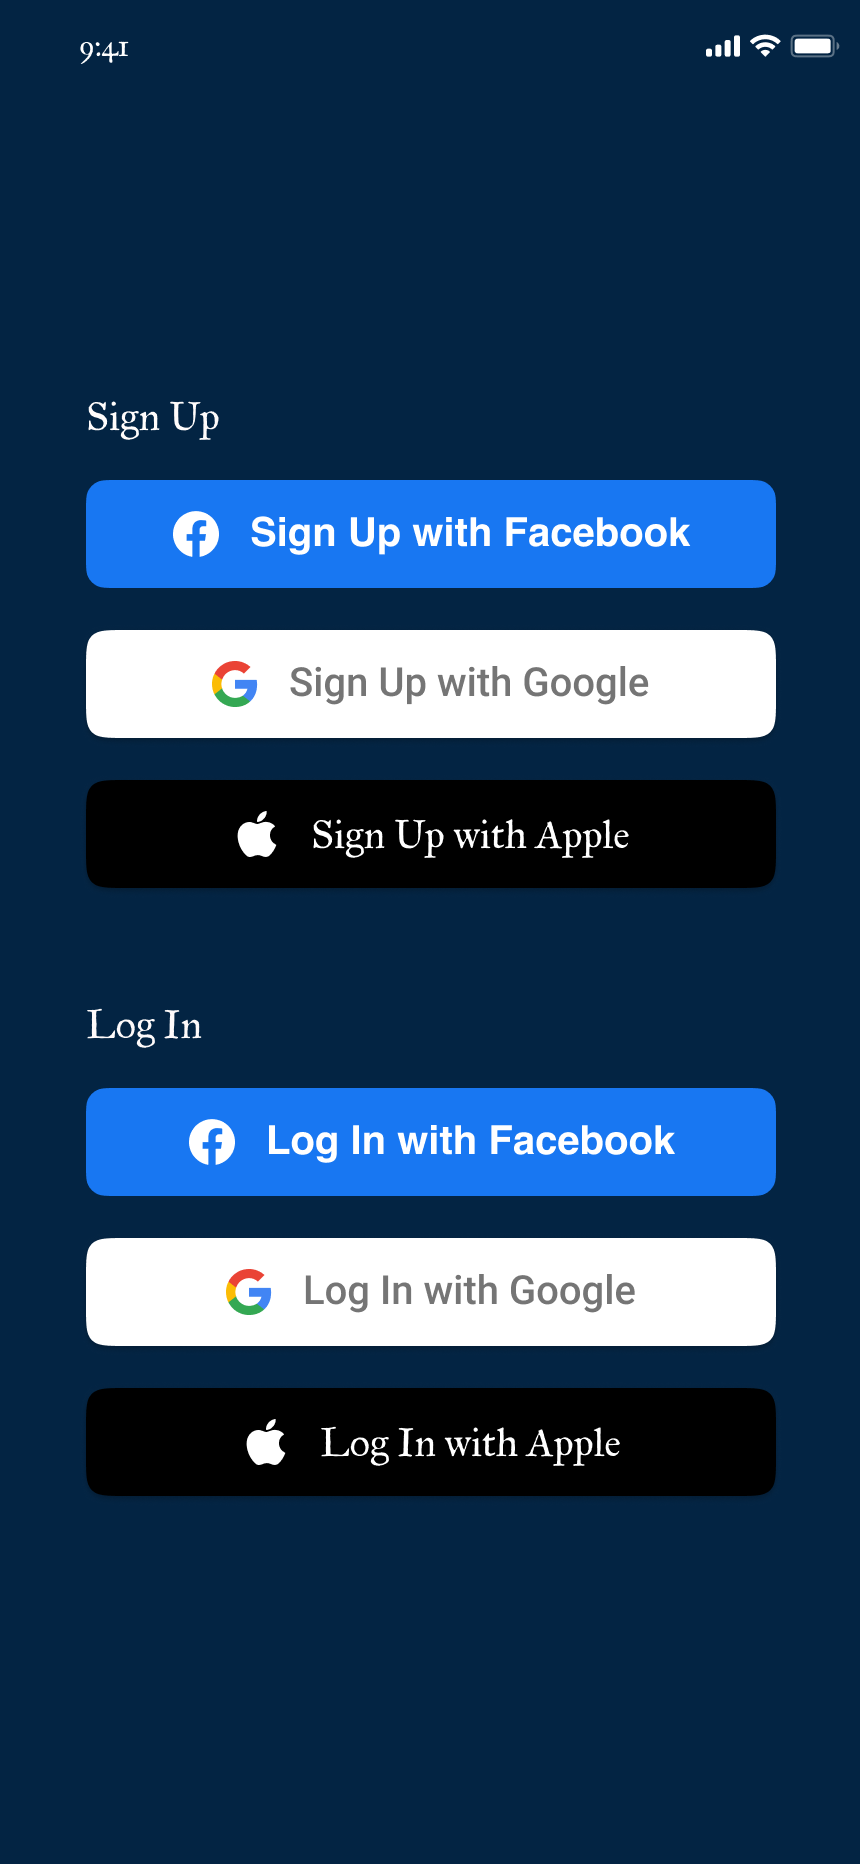 9:41
Sign Up
Sign Up with Facebook
Sign Up with Google
Sign Up with Apple
Log In
Log In with Facebook
Log In with Google
Log In with Apple